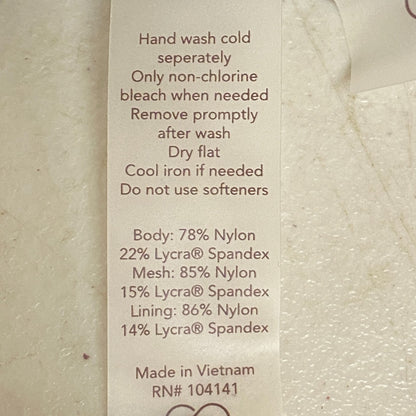 Hand wash cold
seperately
Only non-chlorine
bleach when needed
Remove promptly
after wash
Dry flat
Cool iron if needed
Do not use softeners
Body: 78% Nylon
22% Lycra® Spandex
Mesh: 85% Nylon
15% Lycra® Spandex
Lining: 86% Nylon
14% Lycra® Spandex
Made in Vietnam
RN# 104141